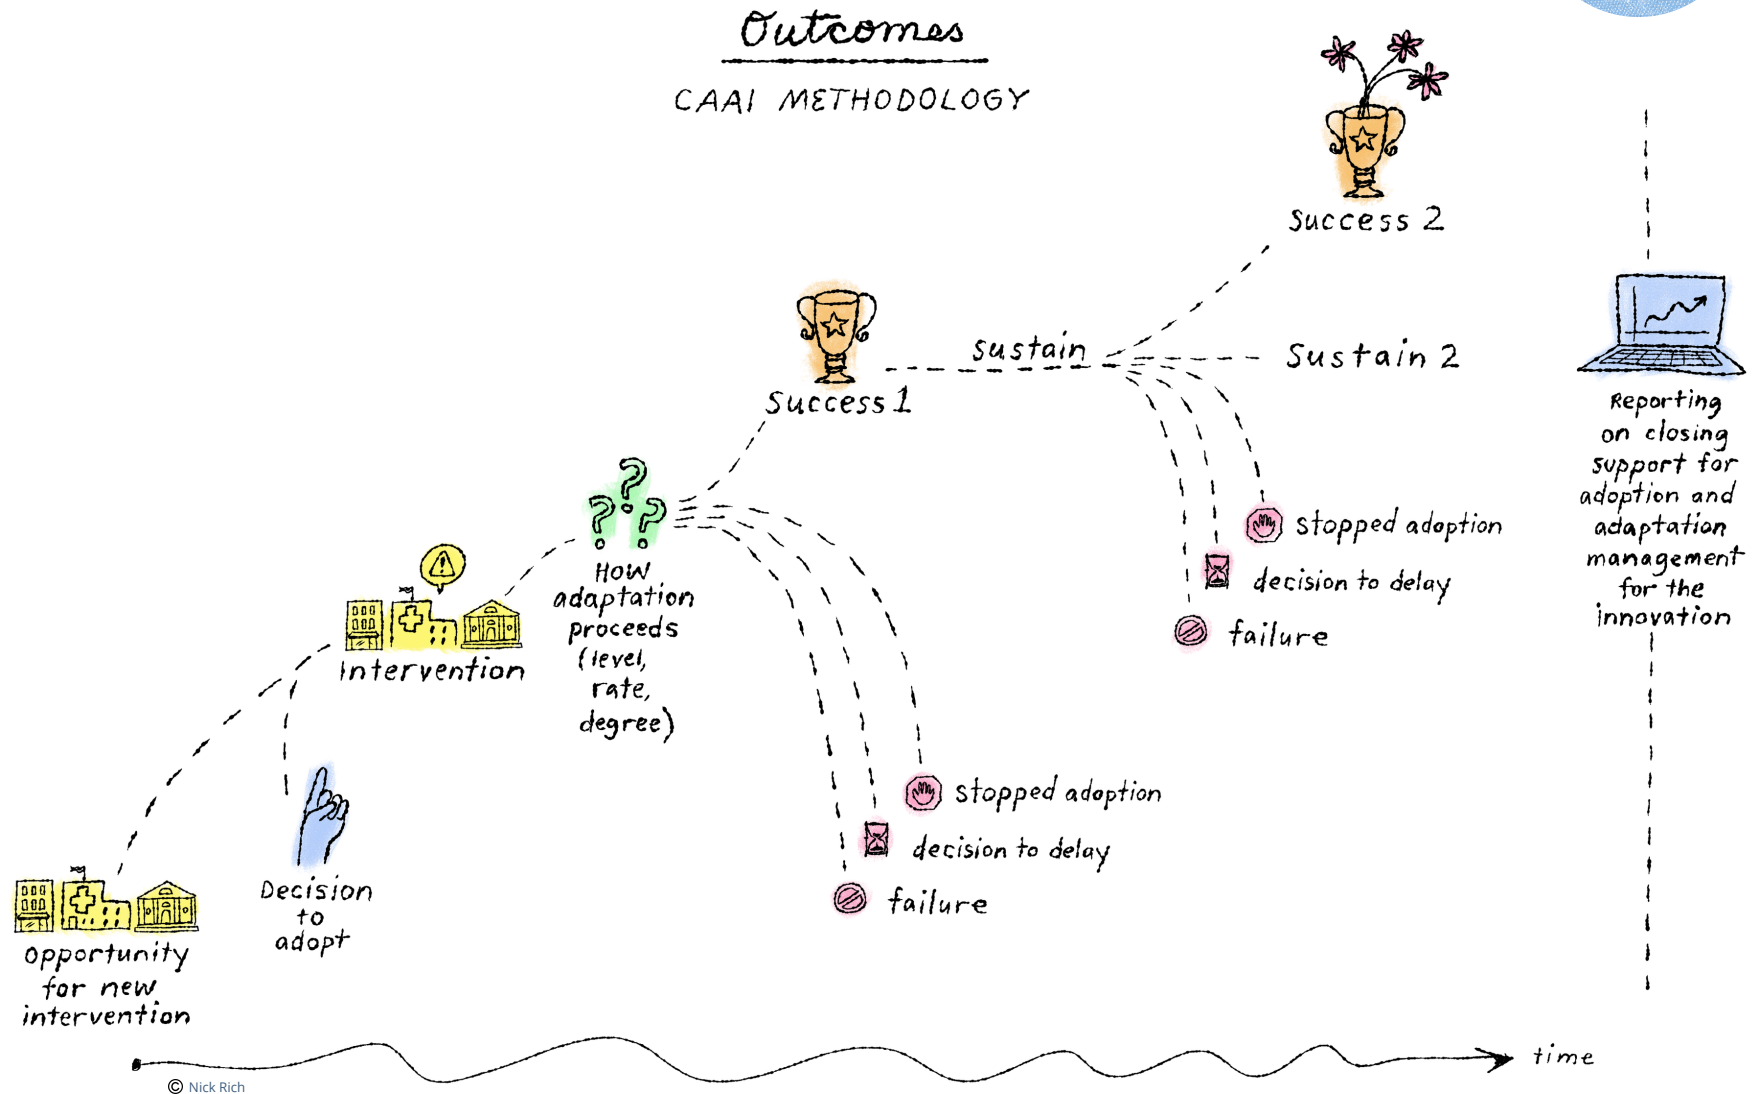 Outcomes
CAAI METHODOLOGY
Success 2
Success 1
sustain
Sustain 2
Reporting
on closing
support for
adoption and
adaptation
management
for the
innovation
stopped adoption
decision to delay
failure
How
adaptation
proceeds
(level,
rate,
degree)
Intervention
stopped adoption
decision to delay
failure
Decision
to
adopt
Opportunity
for new
intervention
time
© Nick Rich